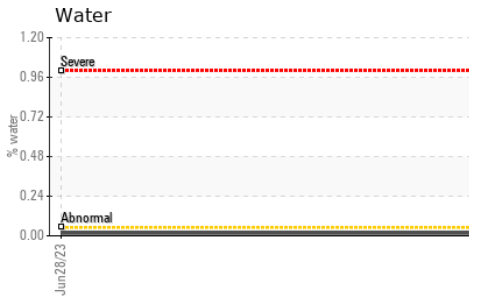 Water
1.20
Severe
0.96
0.72
% water
0.48
0.24
Abnormal
0.00
Jun28/23